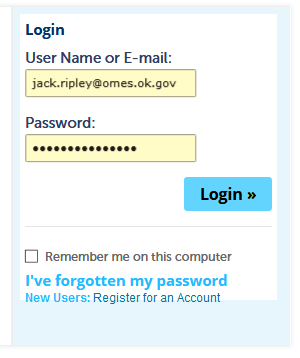 Login
User Name or E-mail:
jack.ripley@omes.ok.gov
Password:
•••••••••••••••
Login »
Remember me on this computer
I've forgotten my password
New Users: Register for an Account